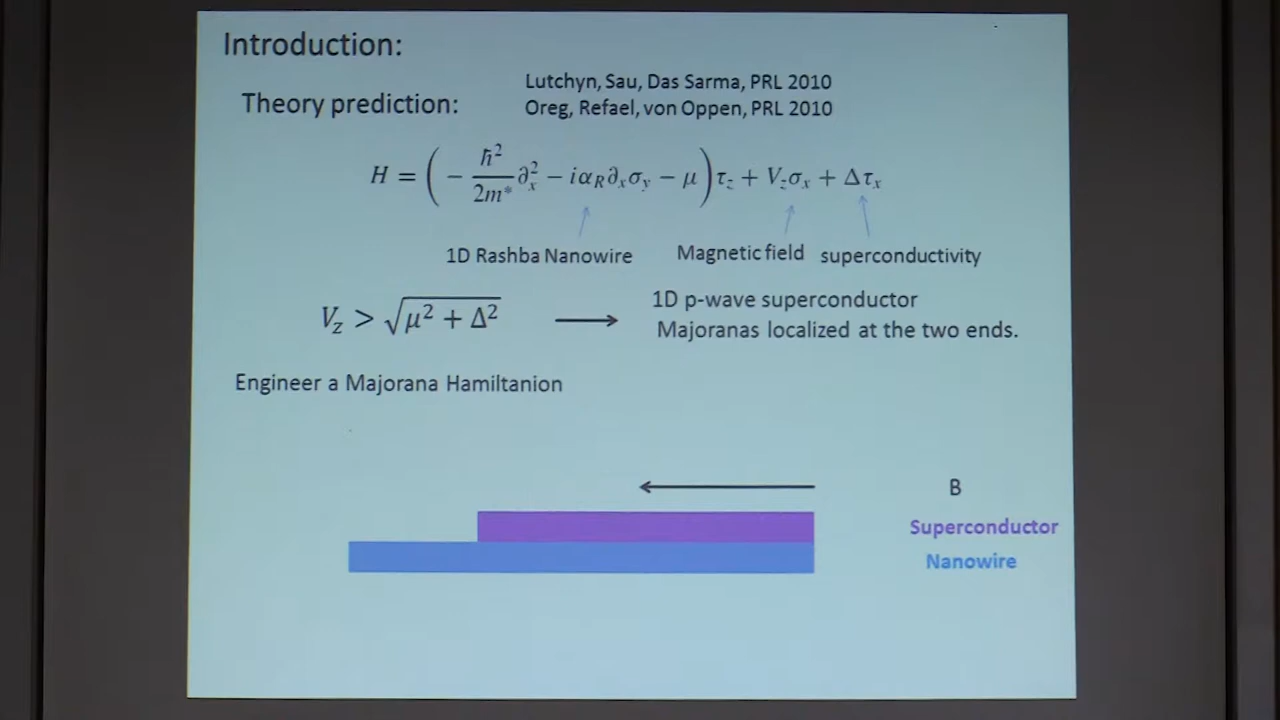 Introduction:
Lutchyn, Sau, Das Sarma, PRL 2010
Theory prediction:
Oreg, Refael, von Oppen, PRL 2010
H = ( − ħ²/2m* ∂ₓ² − iα_R∂ₓσ_y − μ ) τ_z + V_zσₓ + Δτₓ
1D Rashba Nanowire Magnetic field superconductivity
V_z > √(μ² + Δ²) ⟶ 1D p-wave superconductor
Majoranas localized at the two ends.
Engineer a Majorana Hamiltanion
B
Superconductor
Nanowire